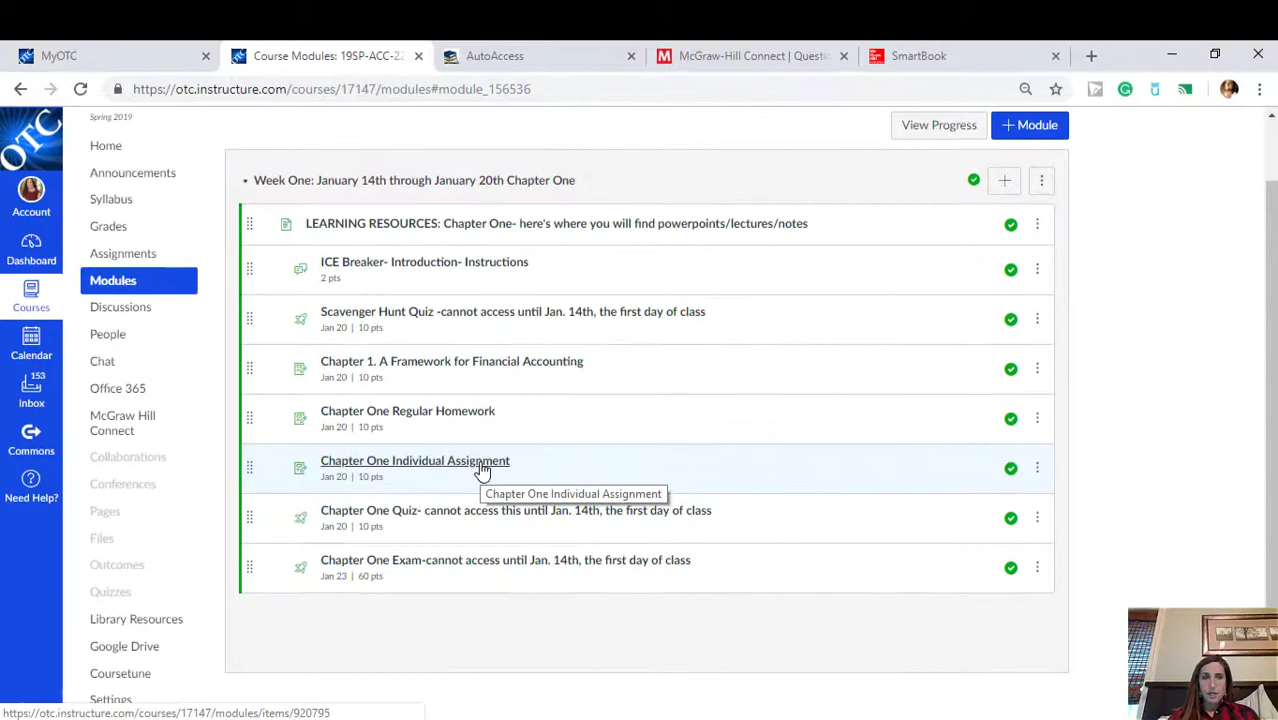 MyOTC
Course Modules: 19SP-ACC-22
AutoAccess
McGraw-Hill Connect | Questic
SmartBook
https://otc.instructure.com/courses/17147/modules#module_156536
OTC
Account
Dashboard
Courses
Calendar
153
Inbox
Commons
Need Help?
Spring 2019
Home
Announcements
Syllabus
Grades
Assignments
Modules
Discussions
People
Chat
Office 365
McGraw Hill
Connect
Collaborations
Conferences
Pages
Files
Outcomes
Quizzes
Library Resources
Google Drive
Coursetune
Settings
View Progress
+ Module
Week One: January 14th through January 20th Chapter One
LEARNING RESOURCES: Chapter One- here's where you will find powerpoints/lectures/notes
ICE Breaker- Introduction- Instructions
2 pts
Scavenger Hunt Quiz -cannot access until Jan. 14th, the first day of class
Jan 20 | 10 pts
Chapter 1. A Framework for Financial Accounting
Jan 20 | 10 pts
Chapter One Regular Homework
Jan 20 | 10 pts
Chapter One Individual Assignment
Jan 20 | 10 pts
Chapter One Individual Assignment
Chapter One Quiz- cannot access this until Jan. 14th, the first day of class
Jan 20 | 10 pts
Chapter One Exam-cannot access until Jan. 14th, the first day of class
Jan 23 | 60 pts
https://otc.instructure.com/courses/17147/modules/items/920795